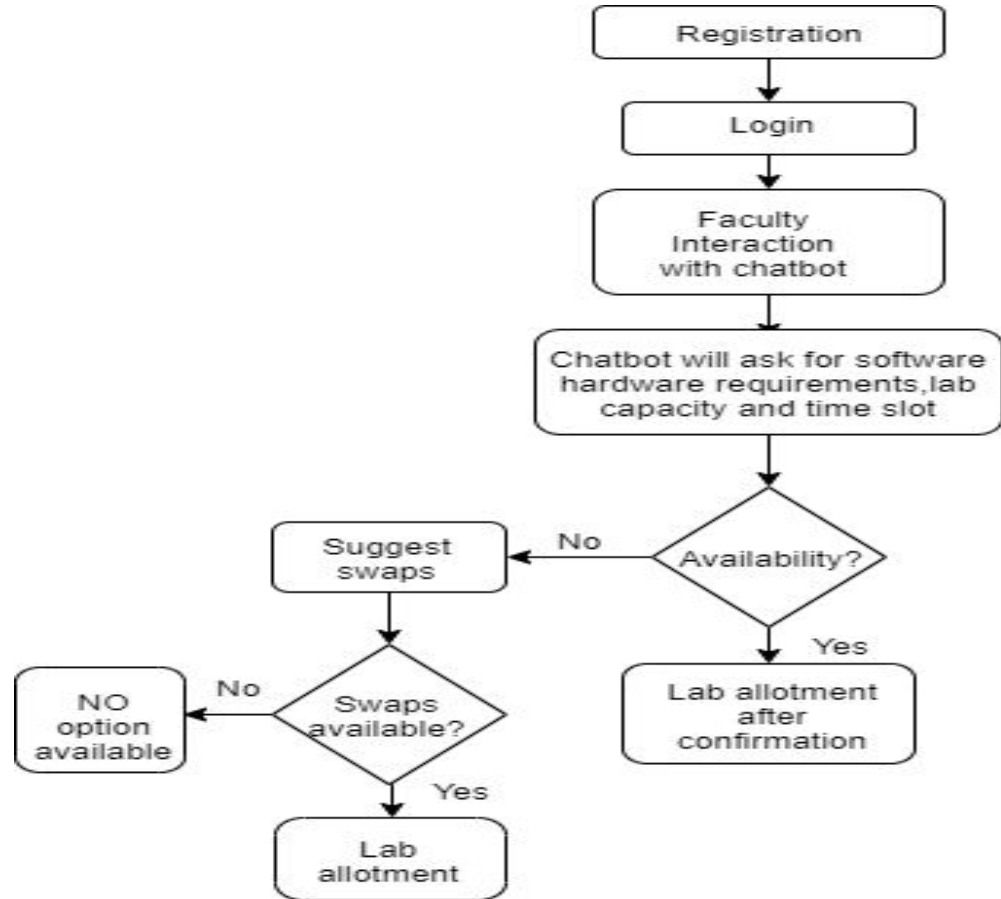 Registration
Login
Faculty
Interaction
with chatbot
Chatbot will ask for software
hardware requirements,lab
capacity and time slot
Availability?
No
Suggest
swaps
Yes
Lab allotment
after
confirmation
Swaps
available?
No
NO
option
available
Yes
Lab
allotment